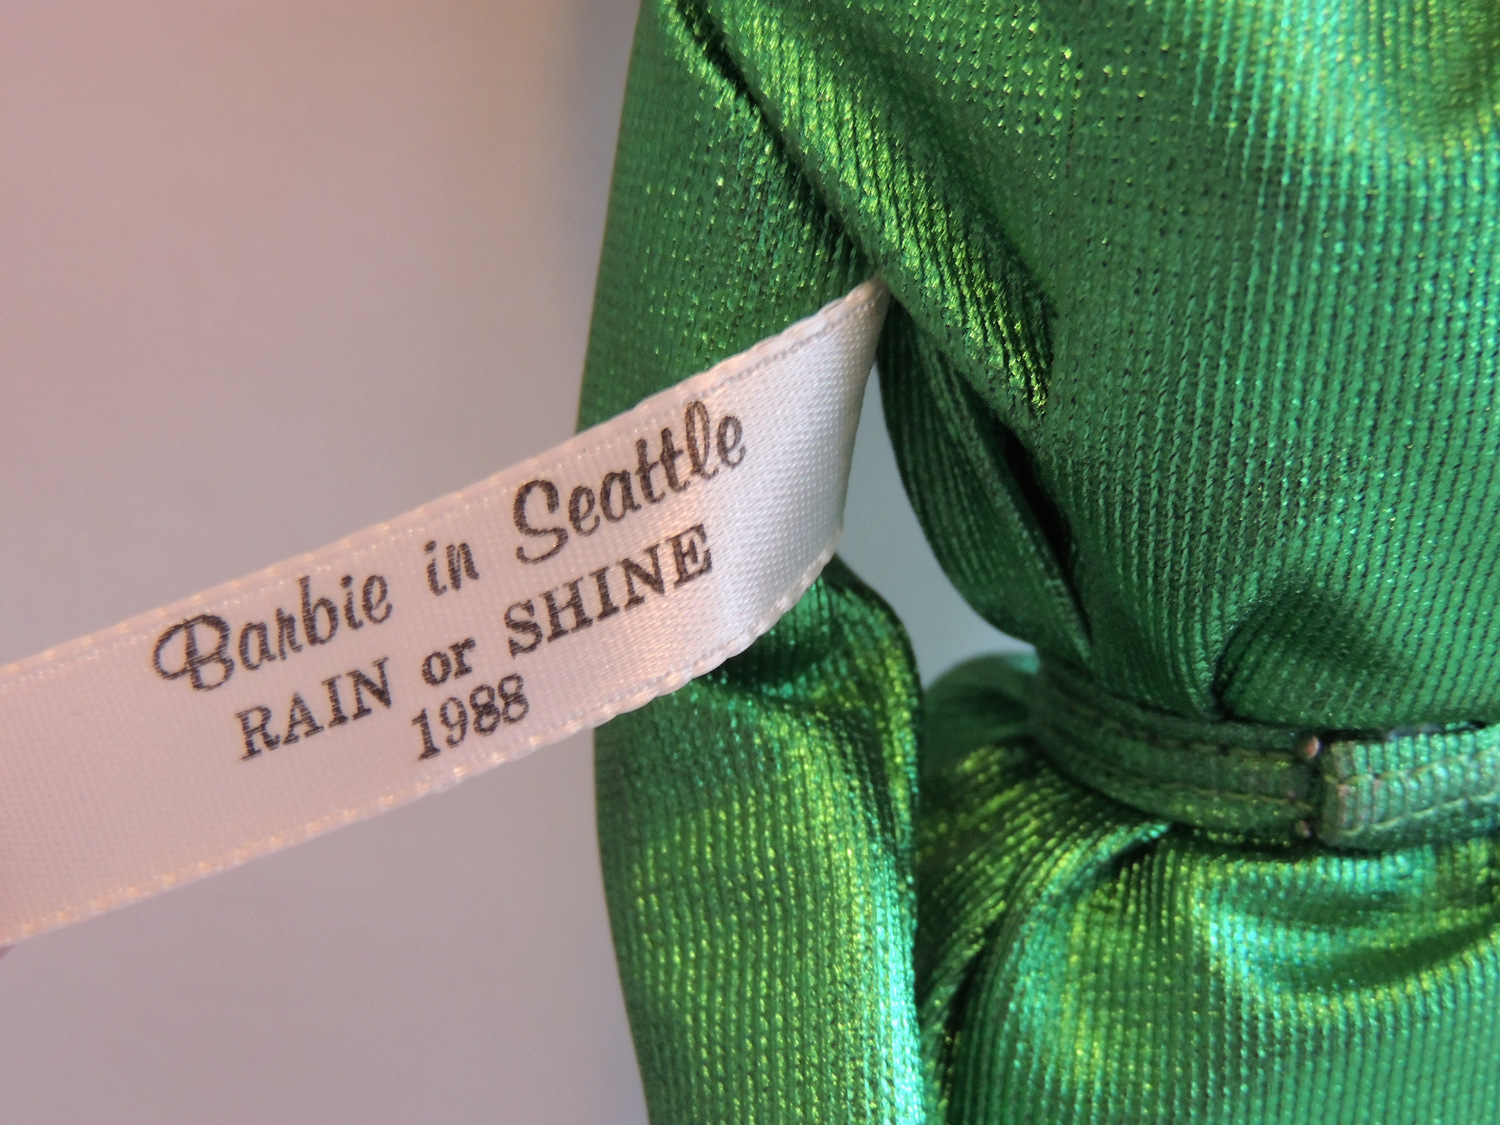 Barbie in Seattle
RAIN or SHINE
1988